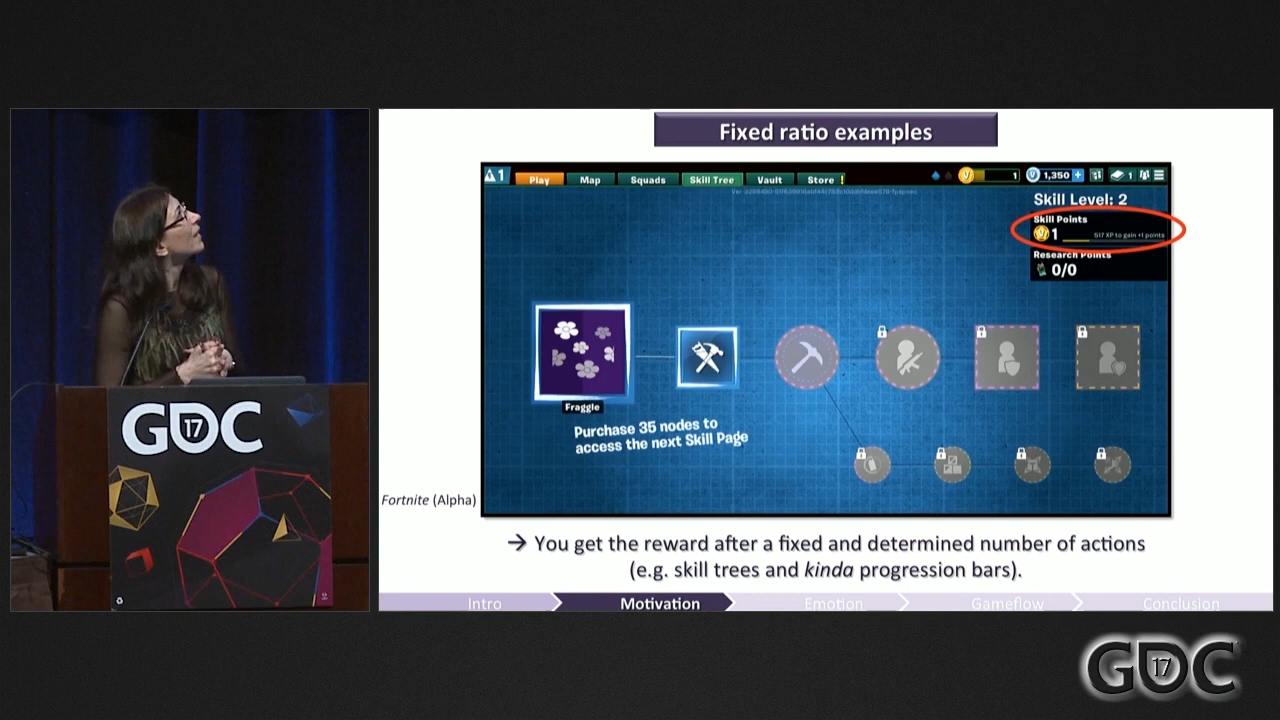 GDC
17
Fixed ratio examples
1
Play
Map
Squads
Skill Tree
Vault
Store !
1
1,350 +
1
Skill Level: 2
Skill Points
1
517 XP to gain +1 points
Research Points
0/0
Fraggle
Purchase 35 nodes to
access the next Skill Page
Fortnite (Alpha)
→ You get the reward after a fixed and determined number of actions
(e.g. skill trees and kinda progression bars).
Intro
Motivation
Emotion
Gameflow
Conclusion
GDC
17